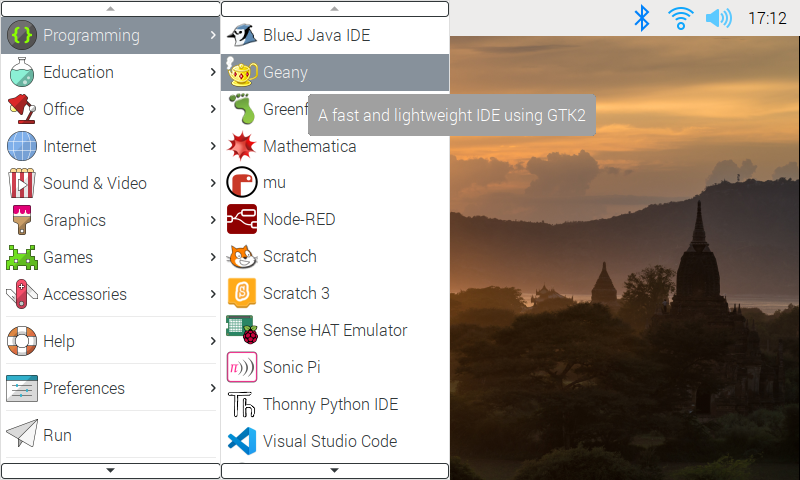 17:12
Programming
Education
Office
Internet
Sound & Video
Graphics
Games
Accessories
Help
Preferences
Run
BlueJ Java IDE
Geany
Greenf
A fast and lightweight IDE using GTK2
Mathematica
mu
Node-RED
Scratch
Scratch 3
Sense HAT Emulator
Sonic Pi
Thonny Python IDE
Visual Studio Code